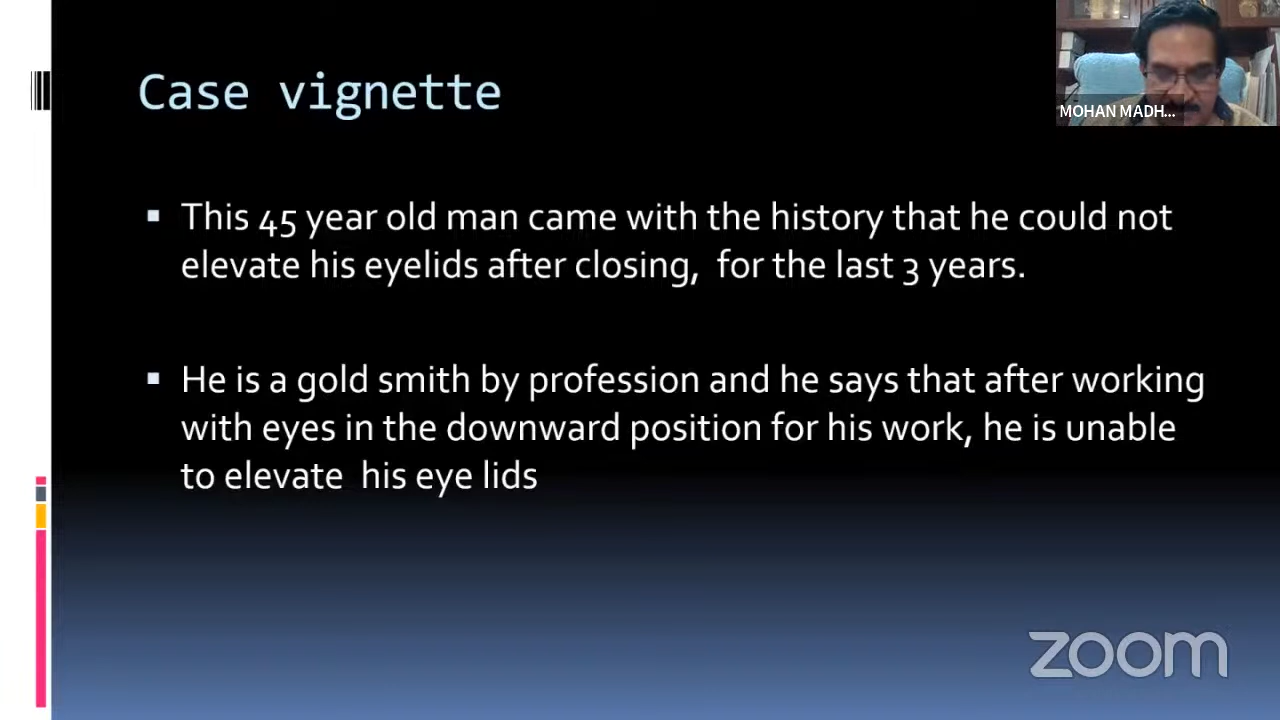 Case vignette
MOHAN MADH...
This 45 year old man came with the history that he could not
elevate his eyelids after closing,  for the last 3 years.
He is a gold smith by profession and he says that after working
with eyes in the downward position for his work, he is unable
to elevate  his eye lids
zoom